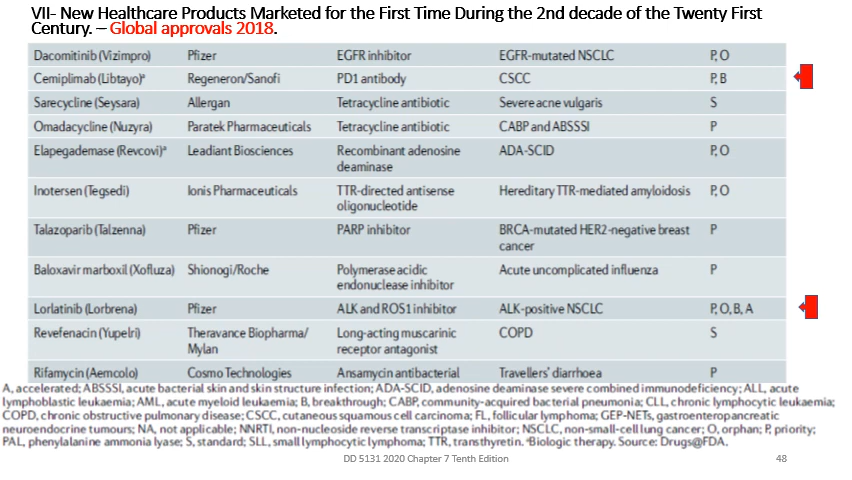 VII- New Healthcare Products Marketed for the First Time During the 2nd decade of the Twenty First
Century. – Global approvals 2018.
Dacomitinib (Vizimpro) Pfizer EGFR inhibitor EGFR-mutated NSCLC P, O
Cemiplimab (Libtayo)ᵃ Regeneron/Sanofi PD1 antibody CSCC P, B
Sarecycline (Seysara) Allergan Tetracycline antibiotic Severe acne vulgaris S
Omadacycline (Nuzyra) Paratek Pharmaceuticals Tetracycline antibiotic CABP and ABSSSI P
Elapegademase (Revcovi)ᵃ Leadiant Biosciences Recombinant adenosine ADA-SCID P, O
deaminase
Inotersen (Tegsedi) Ionis Pharmaceuticals TTR-directed antisense Hereditary TTR-mediated amyloidosis P, O
oligonucleotide
Talazoparib (Talzenna) Pfizer PARP inhibitor BRCA-mutated HER2-negative breast P
cancer
Baloxavir marboxil (Xofluza) Shionogi/Roche Polymerase acidic Acute uncomplicated influenza P
endonuclease inhibitor
Lorlatinib (Lorbrena) Pfizer ALK and ROS1 inhibitor ALK-positive NSCLC P, O, B, A
Revefenacin (Yupelri) Theravance Biopharma/ Long-acting muscarinic COPD S
Mylan receptor antagonist
Rifamycin (Aemcolo) Cosmo Technologies Ansamycin antibacterial Travellers' diarrhoea P
A, accelerated; ABSSSI, acute bacterial skin and skin structure infection; ADA-SCID, adenosine deaminase severe combined immunodeficiency; ALL, acute
lymphoblastic leukaemia; AML, acute myeloid leukaemia; B, breakthrough; CABP, community-acquired bacterial pneumonia; CLL, chronic lymphocytic leukaemia;
COPD, chronic obstructive pulmonary disease; CSCC, cutaneous squamous cell carcinoma; FL, follicular lymphoma; GEP-NETs, gastroenteropancreatic
neuroendocrine tumours; NA, not applicable; NNRTI, non-nucleoside reverse transcriptase inhibitor; NSCLC, non-small-cell lung cancer; O, orphan; P, priority;
PAL, phenylalanine ammonia lyase; S, standard; SLL, small lymphocytic lymphoma; TTR, transthyretin. ᵃBiologic therapy. Source: Drugs@FDA.
DD 5131 2020 Chapter 7 Tenth Edition 48